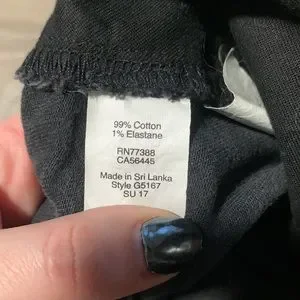 99% Cotton
1% Elastane
RN77388
CA56445
Made in Sri Lanka
Style G5167
SU 17